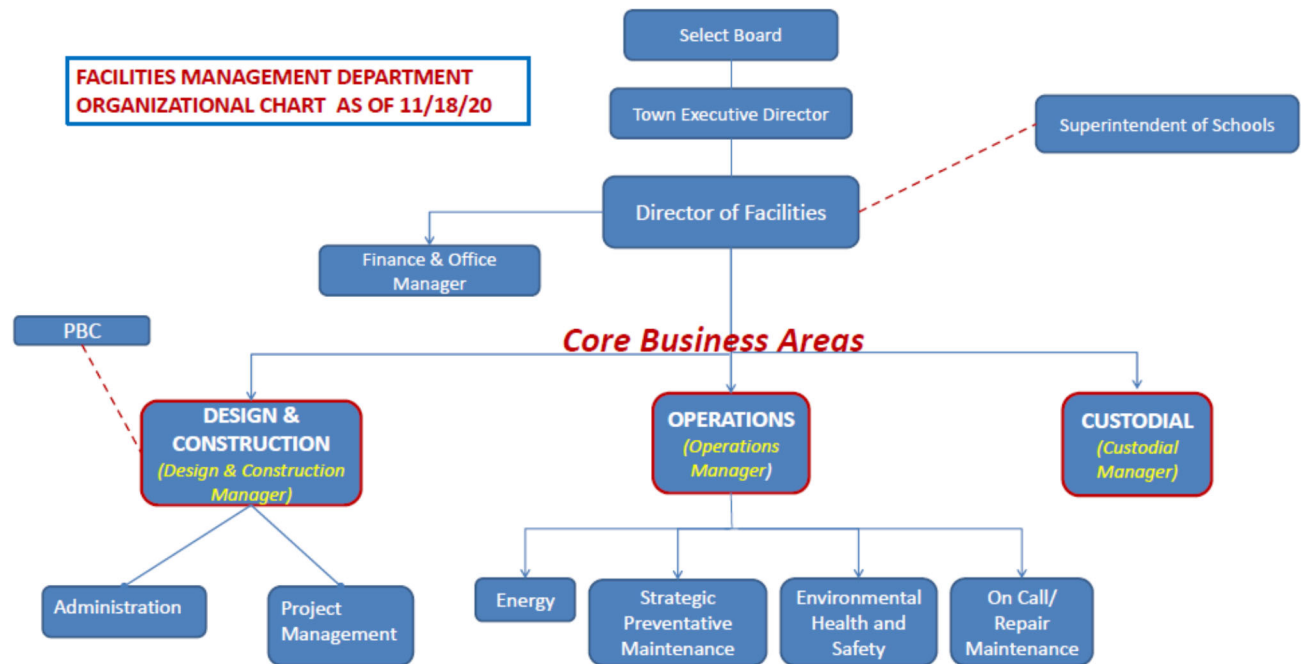 Select Board
FACILITIES MANAGEMENT DEPARTMENT
ORGANIZATIONAL CHART AS OF 11/18/20
Town Executive Director
Superintendent of Schools
Director of Facilities
Finance & Office
Manager
PBC
Core Business Areas
DESIGN &
CONSTRUCTION
(Design & Construction
Manager)
OPERATIONS
(Operations
Manager)
CUSTODIAL
(Custodial
Manager)
Administration
Project
Management
Energy
Strategic
Preventative
Maintenance
Environmental
Health and
Safety
On Call/
Repair
Maintenance